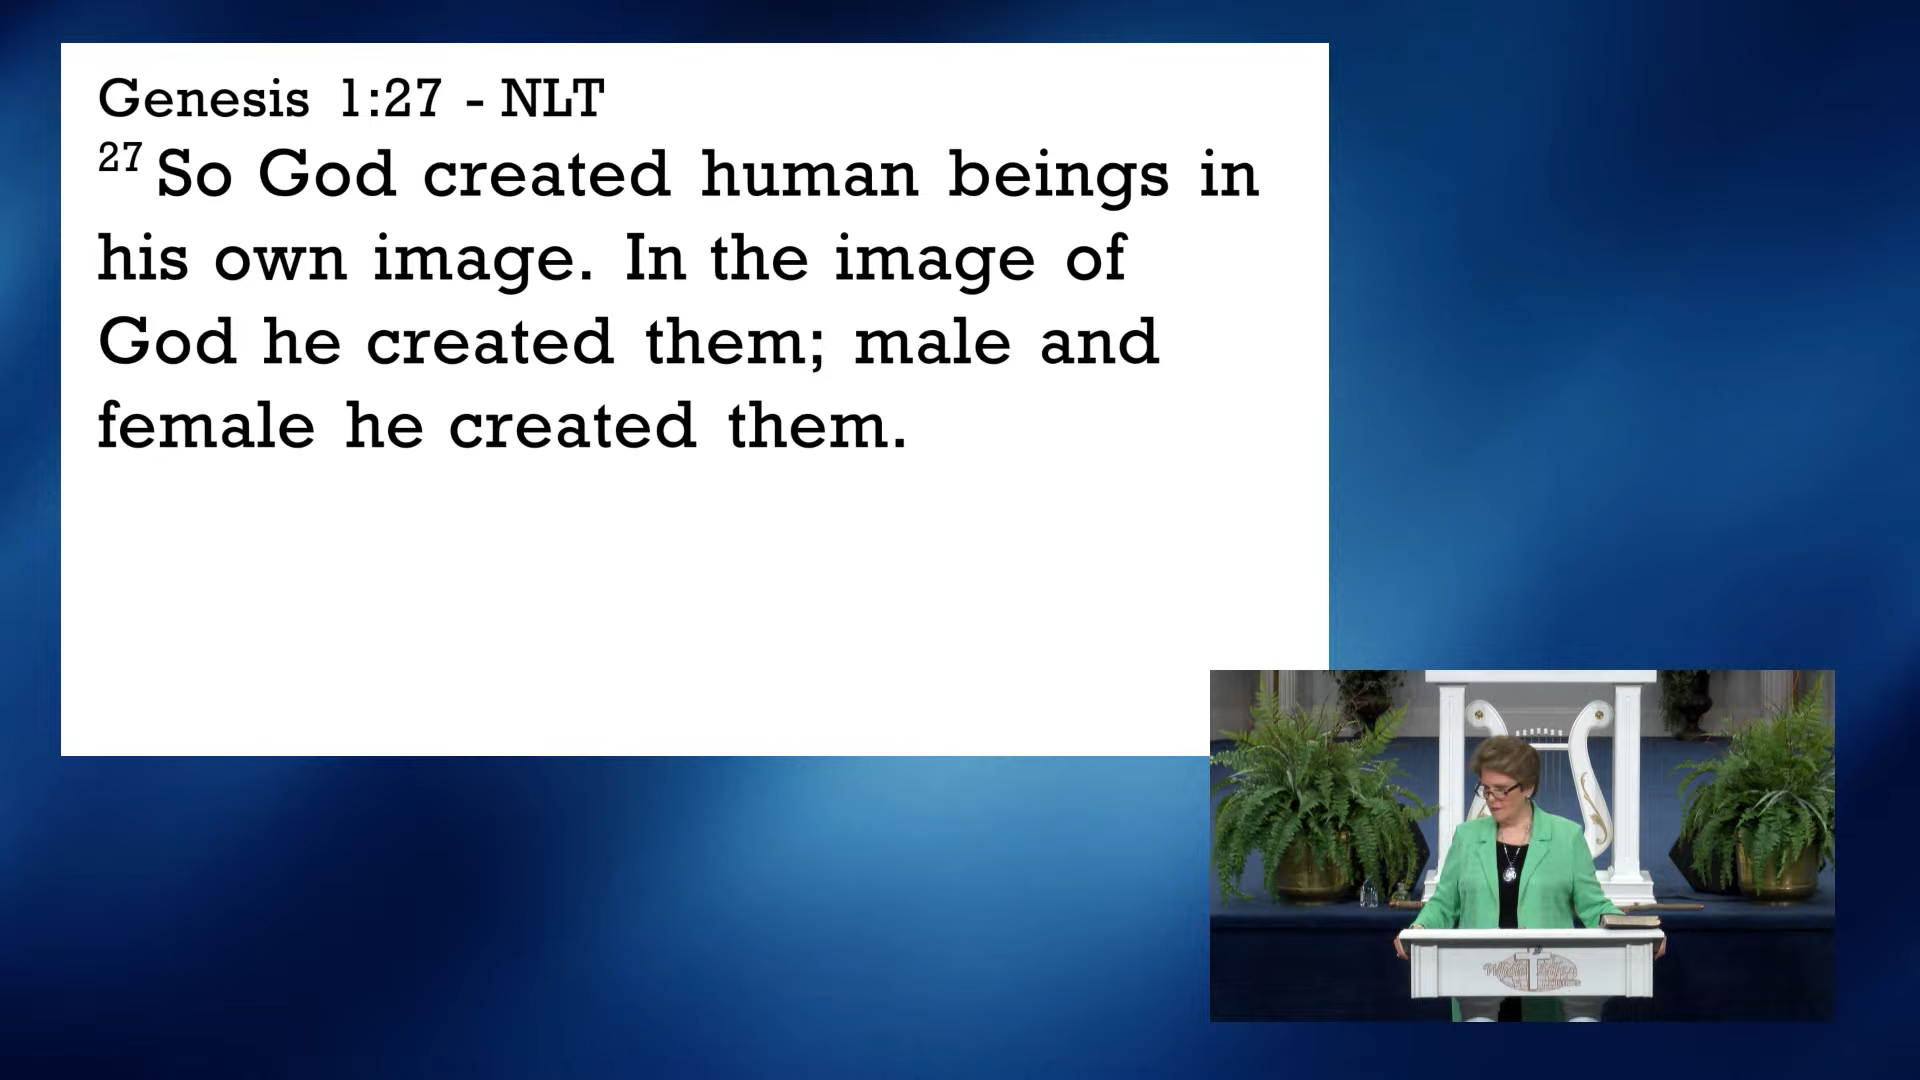 Genesis 1:27 - NLT
27 So God created human beings in
his own image. In the image of
God he created them; male and
female he created them.